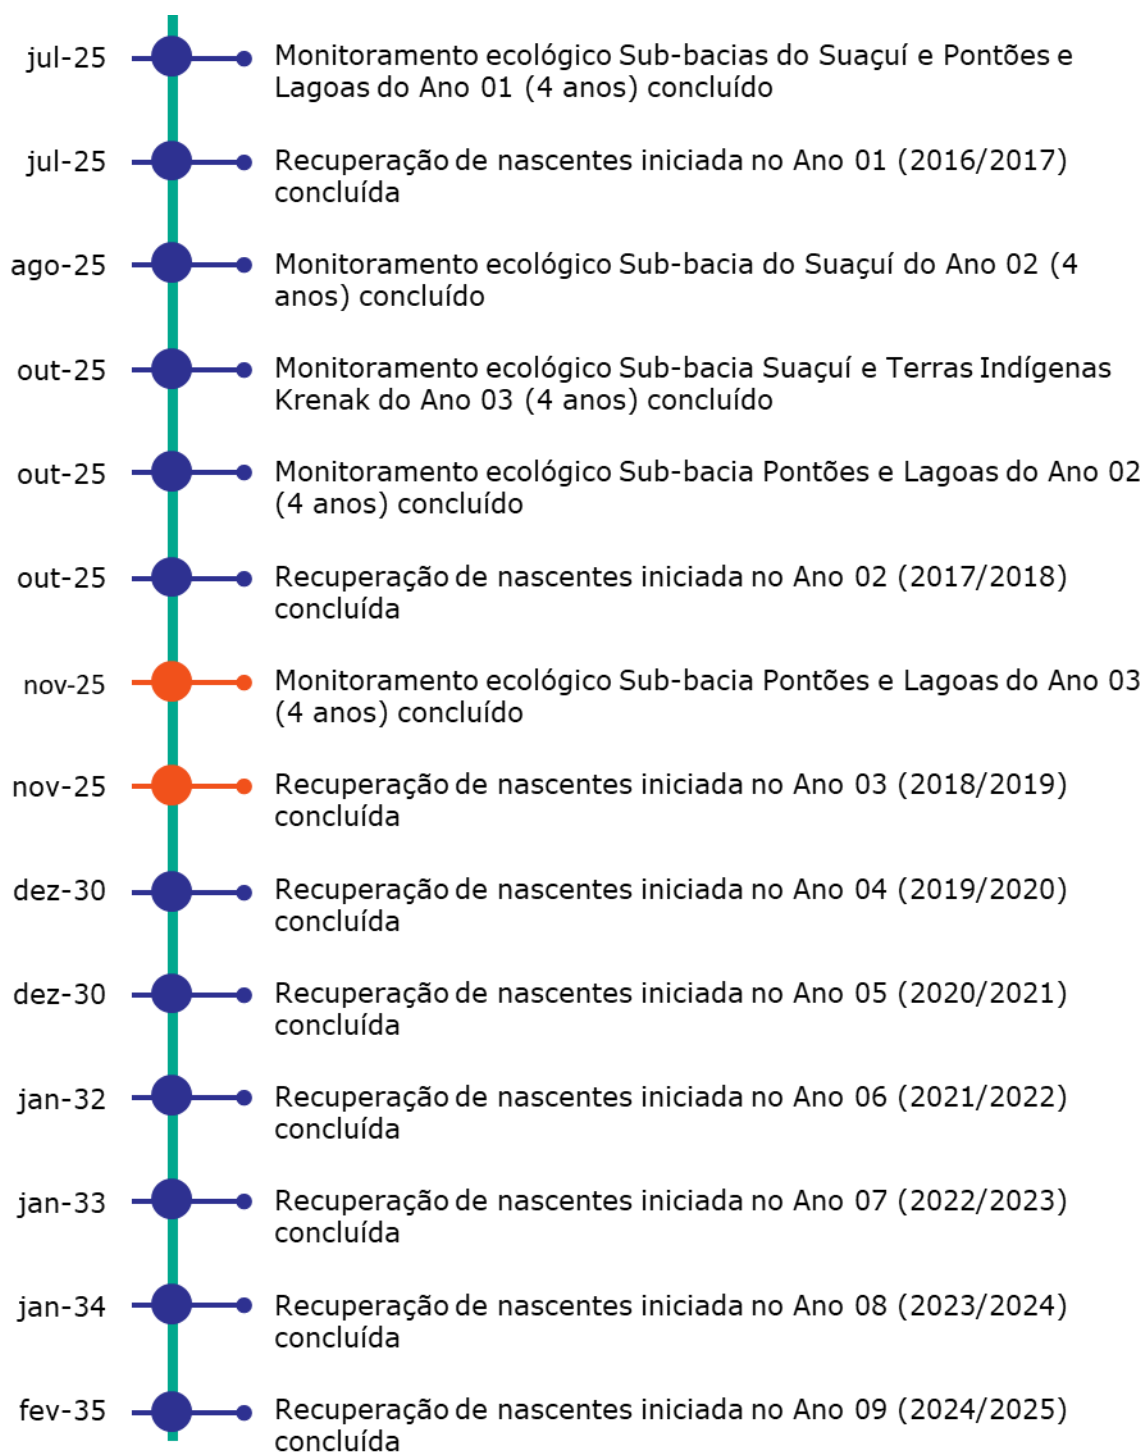 jul-25
Monitoramento ecológico Sub-bacias do Suaçuí e Pontões e
Lagoas do Ano 01 (4 anos) concluído
jul-25
Recuperação de nascentes iniciada no Ano 01 (2016/2017)
concluída
ago-25
Monitoramento ecológico Sub-bacia do Suaçuí do Ano 02 (4
anos) concluído
out-25
Monitoramento ecológico Sub-bacia Suaçuí e Terras Indígenas
Krenak do Ano 03 (4 anos) concluído
out-25
Monitoramento ecológico Sub-bacia Pontões e Lagoas do Ano 02
(4 anos) concluído
out-25
Recuperação de nascentes iniciada no Ano 02 (2017/2018)
concluída
nov-25
Monitoramento ecológico Sub-bacia Pontões e Lagoas do Ano 03
(4 anos) concluído
nov-25
Recuperação de nascentes iniciada no Ano 03 (2018/2019)
concluída
dez-30
Recuperação de nascentes iniciada no Ano 04 (2019/2020)
concluída
dez-30
Recuperação de nascentes iniciada no Ano 05 (2020/2021)
concluída
jan-32
Recuperação de nascentes iniciada no Ano 06 (2021/2022)
concluída
jan-33
Recuperação de nascentes iniciada no Ano 07 (2022/2023)
concluída
jan-34
Recuperação de nascentes iniciada no Ano 08 (2023/2024)
concluída
fev-35
Recuperação de nascentes iniciada no Ano 09 (2024/2025)
concluída